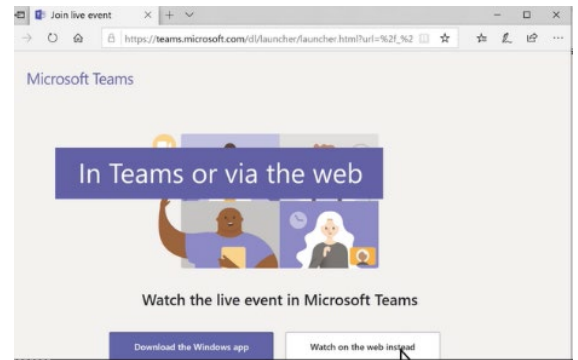 Join live event
https://teams.microsoft.com/dl/launcher/launcher.html?url=%2f_%2
Microsoft Teams
In Teams or via the web
Watch the live event in Microsoft Teams
Download the Windows app
Watch on the web instead